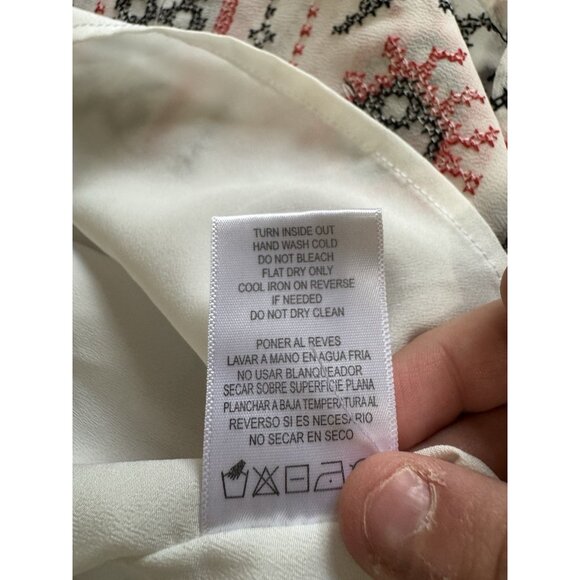 TURN INSIDE OUT
HAND WASH COLD
DO NOT BLEACH
FLAT DRY ONLY
COOL IRON ON REVERSE
IF NEEDED
DO NOT DRY CLEAN
PONER AL REVES
LAVAR A MANO EN AGUA FRIA
NO USAR BLANQUEADOR
SECAR SOBRE SUPERFICIE PLANA
PLANCHAR A BAJA TEMPERATURA AL
REVERSO SI ES NECESARIO
NO SECAR EN SECO